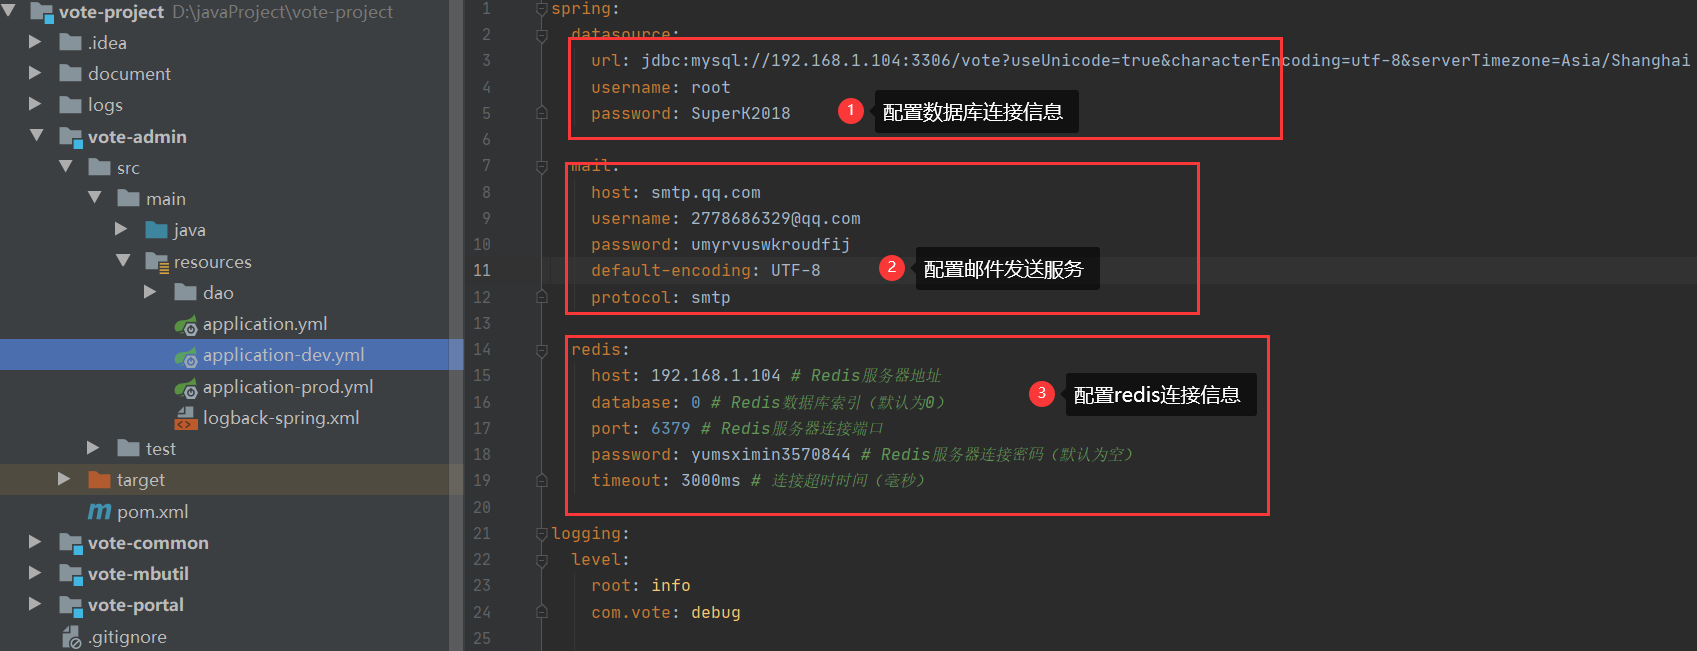 vote-project D:\javaProject\vote-project
.idea
document
logs
vote-admin
src
main
java
resources
dao
application.yml
application-dev.yml
application-prod.yml
logback-spring.xml
test
target
pom.xml
vote-common
vote-mbutil
vote-portal
.gitignore
1 spring:
2 datasource:
3 url: jdbc:mysql://192.168.1.104:3306/vote?useUnicode=true&characterEncoding=utf-8&serverTimezone=Asia/Shanghai
4 username: root
5 password: SuperK2018
1 配置数据库连接信息
6
7 mail:
8 host: smtp.qq.com
9 username: 2778686329@qq.com
10 password: umyrvuswkroudfij
11 default-encoding: UTF-8
2 配置邮件发送服务
12 protocol: smtp
13
14 redis:
15 host: 192.168.1.104 # Redis服务器地址
16 database: 0 # Redis数据库索引（默认为0）
3 配置redis连接信息
17 port: 6379 # Redis服务器连接端口
18 password: yumsximin3570844 # Redis服务器连接密码（默认为空）
19 timeout: 3000ms # 连接超时时间（毫秒）
20
21 logging:
22 level:
23 root: info
24 com.vote: debug
25